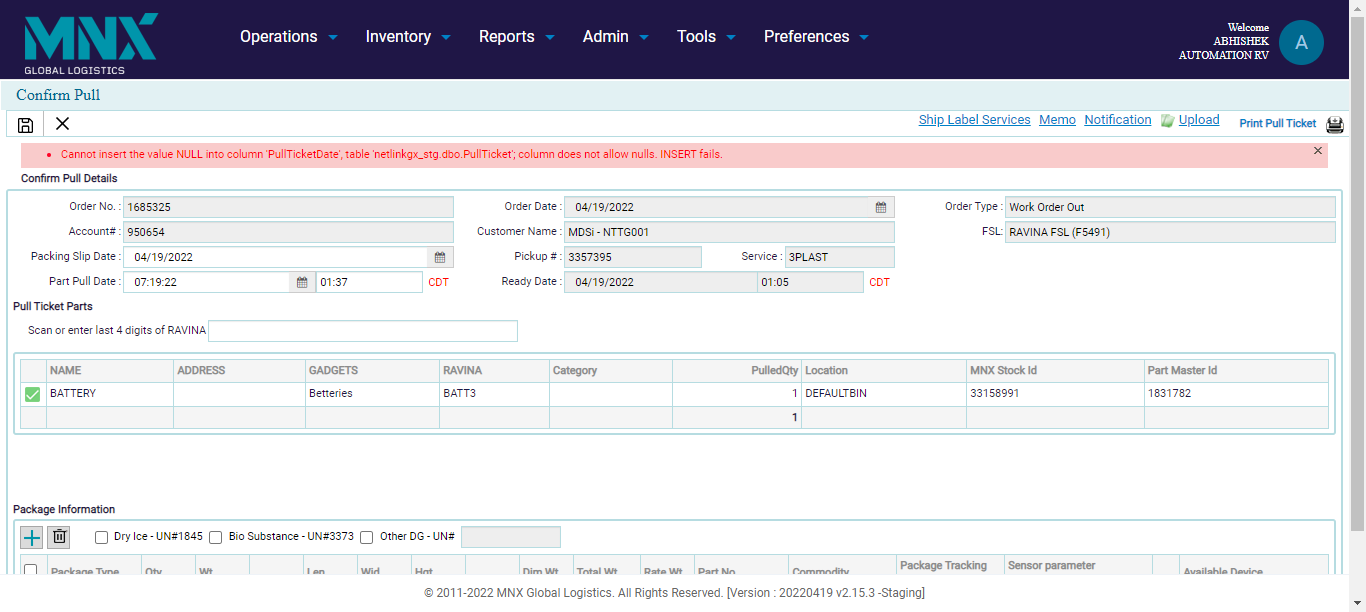 MNX
GLOBAL LOGISTICS
Operations Inventory Reports Admin Tools Preferences
Welcome
ABHISHEK
AUTOMATION RV
A
Confirm Pull
Ship Label Services Memo Notification Upload Print Pull Ticket
Cannot insert the value NULL into column 'PullTicketDate', table 'netlinkgx_stg.dbo.PullTicket'; column does not allow nulls. INSERT fails.
Confirm Pull Details
Order No. : 1685325 Order Date : 04/19/2022 Order Type : Work Order Out
Account# : 950654 Customer Name : MDSi - NTTG001 FSL: RAVINA FSL (F5491)
Packing Slip Date : 04/19/2022 Pickup # : 3357395 Service : 3PLAST
Part Pull Date : 07:19:22 01:37 CDT Ready Date : 04/19/2022 01:05 CDT
Pull Ticket Parts
Scan or enter last 4 digits of RAVINA
NAME ADDRESS GADGETS RAVINA Category PulledQty Location MNX Stock Id Part Master Id
BATTERY Betteries BATT3 1 DEFAULTBIN 33158991 1831782
1
Package Information
Dry Ice - UN#1845 Bio Substance - UN#3373 Other DG - UN#
Package Type Qty Wt. Len Wid Hgt Dim Wt. Total Wt. Rate Wt. Part No. Commodity Package Tracking Sensor parameter Available Device
© 2011-2022 MNX Global Logistics. All Rights Reserved. [Version : 20220419 v2.15.3 -Staging]